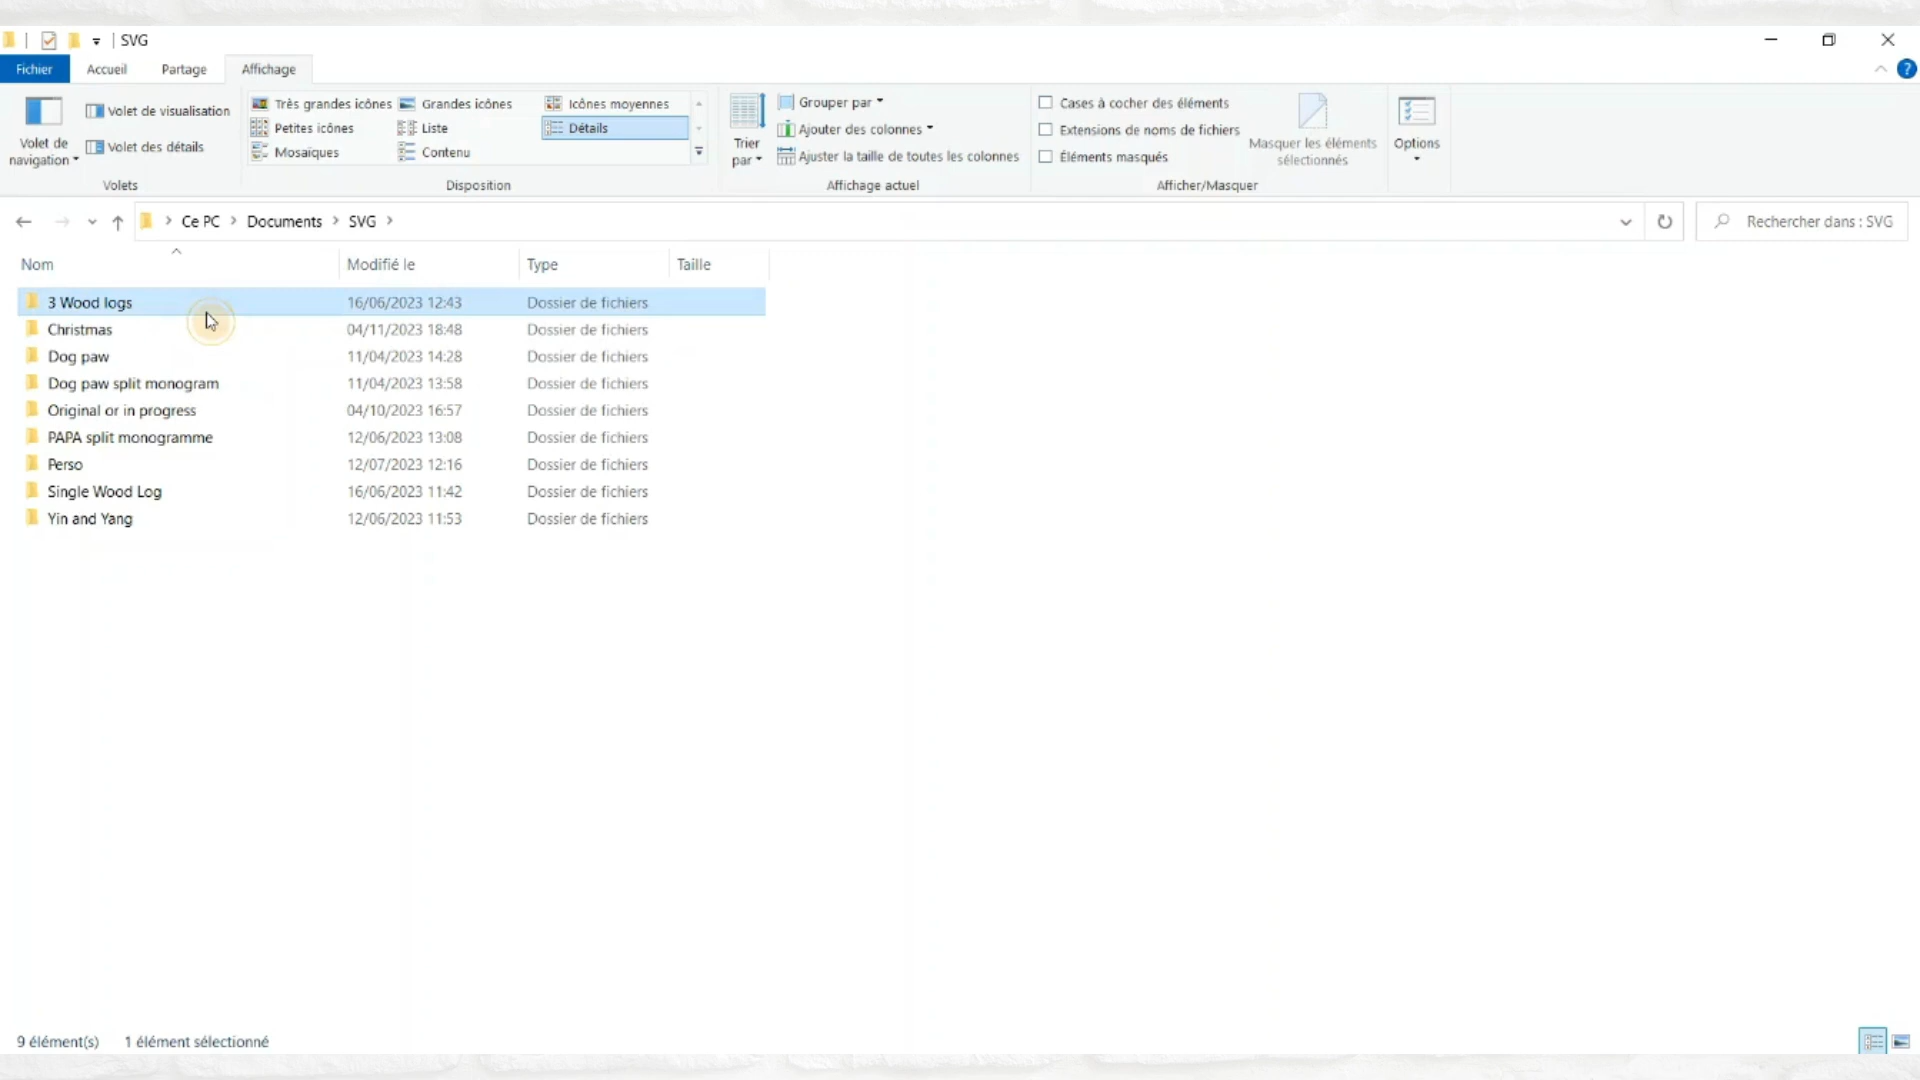 SVG
Fichier Accueil Partage Affichage
Volet de navigation
Volet de visualisation
Volet des détails
Volets
Très grandes icônes Grandes icônes Icônes moyennes
Petites icônes Liste Détails
Mosaïques Contenu
Disposition
Trier par
Grouper par
Ajouter des colonnes
Ajuster la taille de toutes les colonnes
Affichage actuel
Cases à cocher des éléments
Extensions de noms de fichiers
Éléments masqués
Masquer les éléments sélectionnés
Afficher/Masquer
Options
Ce PC > Documents > SVG >
Rechercher dans : SVG
Nom Modifié le Type Taille
3 Wood logs 16/06/2023 12:43 Dossier de fichiers
Christmas 04/11/2023 18:48 Dossier de fichiers
Dog paw 11/04/2023 14:28 Dossier de fichiers
Dog paw split monogram 11/04/2023 13:58 Dossier de fichiers
Original or in progress 04/10/2023 16:57 Dossier de fichiers
PAPA split monogramme 12/06/2023 13:08 Dossier de fichiers
Perso 12/07/2023 12:16 Dossier de fichiers
Single Wood Log 16/06/2023 11:42 Dossier de fichiers
Yin and Yang 12/06/2023 11:53 Dossier de fichiers
9 élément(s) 1 élément sélectionné